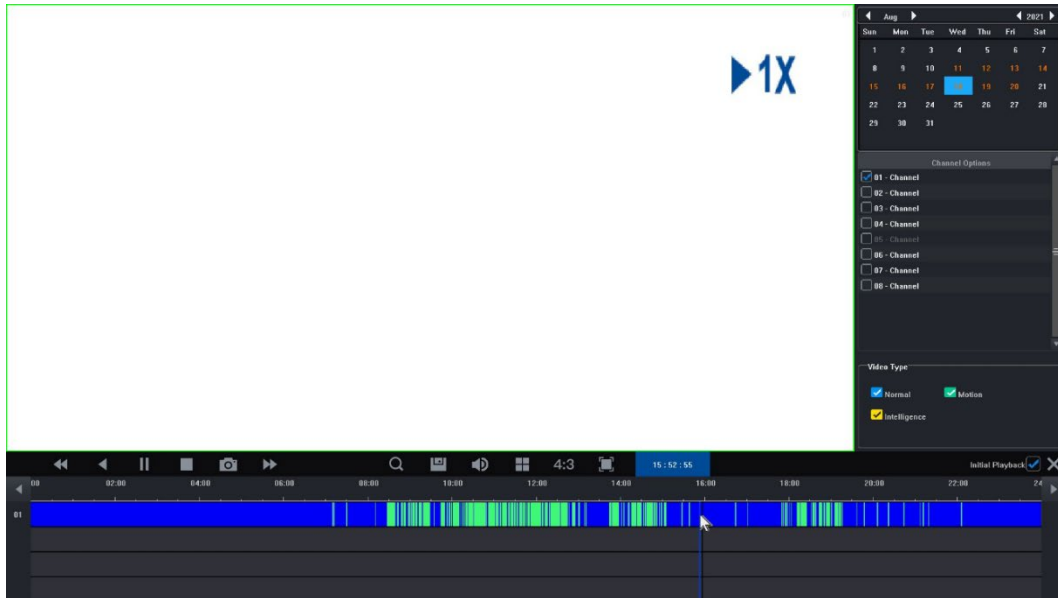 1X
Aug 2021
Sun Mon Tue Wed Thu Fri Sat
1 2 3 4 5 6 7
8 9 10 11 12 13 14
15 16 17 18 19 20 21
22 23 24 25 26 27 28
29 30 31
Channel Options
01 - Channel
02 - Channel
03 - Channel
04 - Channel
05 - Channel
06 - Channel
07 - Channel
08 - Channel
Video Type
Normal Motion
Intelligence
4:3 15 : 52 : 55 Initial Playback
00 02:00 04:00 06:00 08:00 10:00 12:00 14:00 16:00 18:00 20:00 22:00 24
01